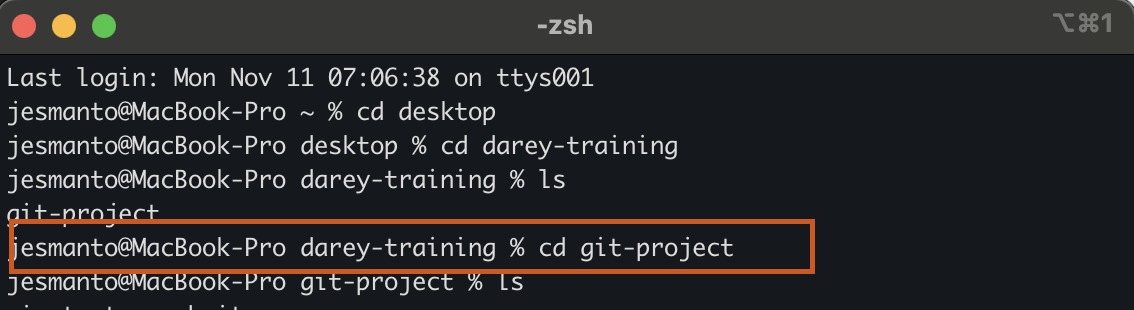 -zsh
⌥⌘1
Last login: Mon Nov 11 07:06:38 on ttys001
jesmanto@MacBook-Pro ~ % cd desktop
jesmanto@MacBook-Pro desktop % cd darey-training
jesmanto@MacBook-Pro darey-training % ls
git-project
jesmanto@MacBook-Pro darey-training % cd git-project
jesmanto@MacBook-Pro git-project % ls